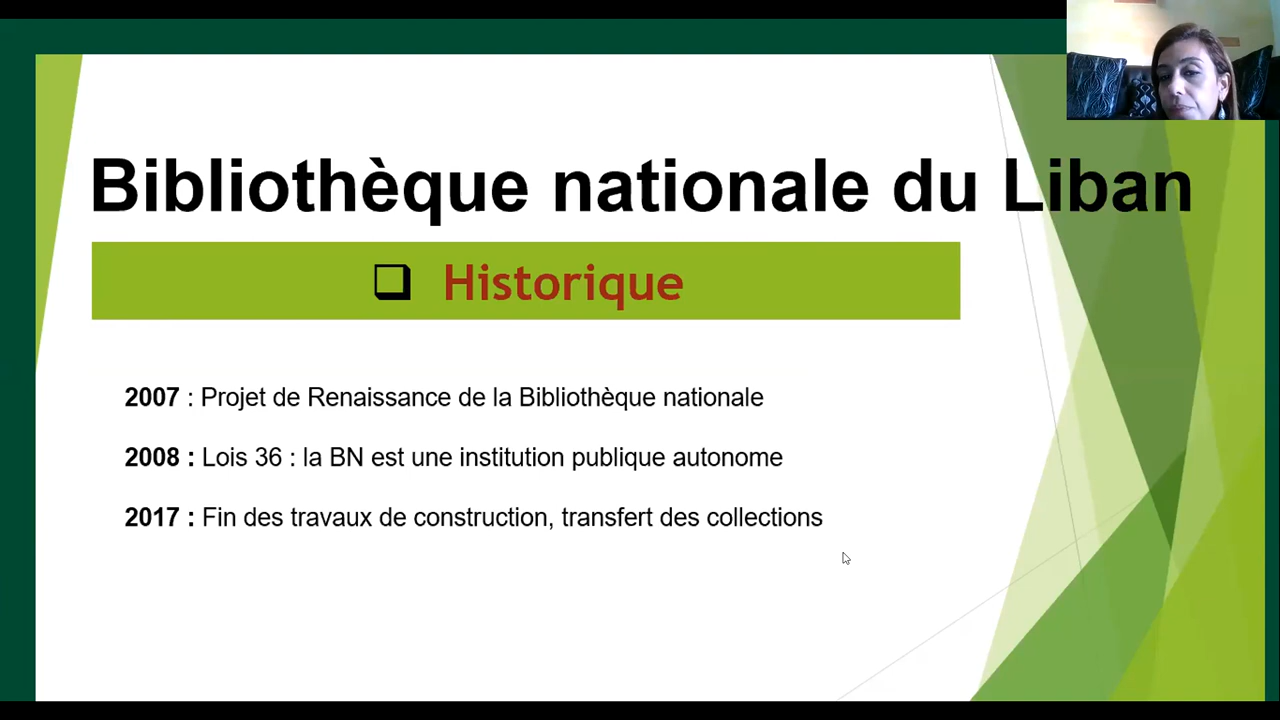 Bibliothèque nationale du Liban
Historique
2007 : Projet de Renaissance de la Bibliothèque nationale
2008 : Lois 36 : la BN est une institution publique autonome
2017 : Fin des travaux de construction, transfert des collections